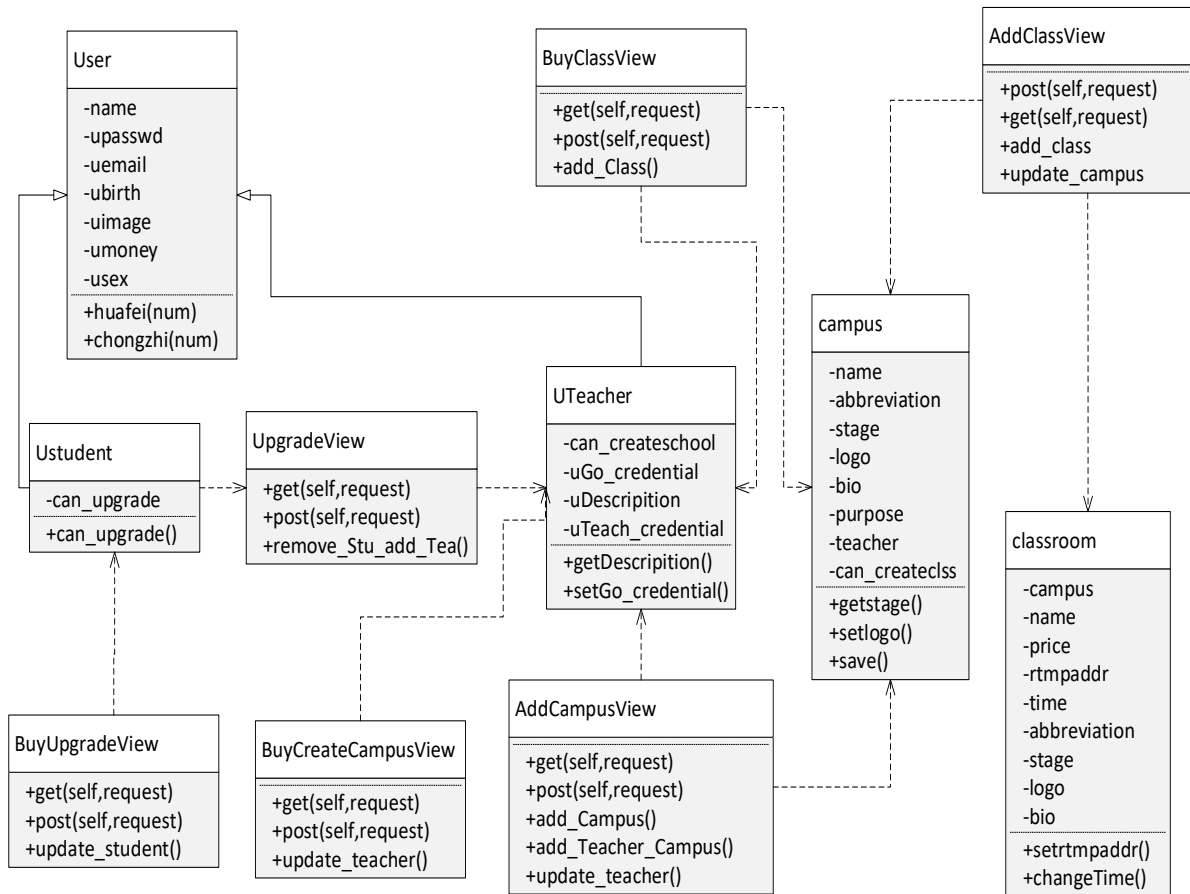 User
-name
-upasswd
-uemail
-ubirth
-uimage
-umoney
-usex
+huafei(num)
+chongzhi(num)
BuyClassView
+get(self,request)
+post(self,request)
+add_Class()
AddClassView
+post(self,request)
+get(self,request)
+add_class
+update_campus
Ustudent
-can_upgrade
+can_upgrade()
UpgradeView
+get(self,request)
+post(self,request)
+remove_Stu_add_Tea()
UTeacher
-can_createschool
-uGo_credential
-uDescripition
-uTeach_credential
+getDescripition()
+setGo_credential()
campus
-name
-abbreviation
-stage
-logo
-bio
-purpose
-teacher
-can_createclss
+getstage()
+setlogo()
+save()
classroom
-campus
-name
-price
-rtmpaddr
-time
-abbreviation
-stage
-logo
-bio
+setrtmpaddr()
+changeTime()
BuyUpgradeView
+get(self,request)
+post(self,request)
+update_student()
BuyCreateCampusView
+get(self,request)
+post(self,request)
+update_teacher()
AddCampusView
+get(self,request)
+post(self,request)
+add_Campus()
+add_Teacher_Campus()
+update_teacher()